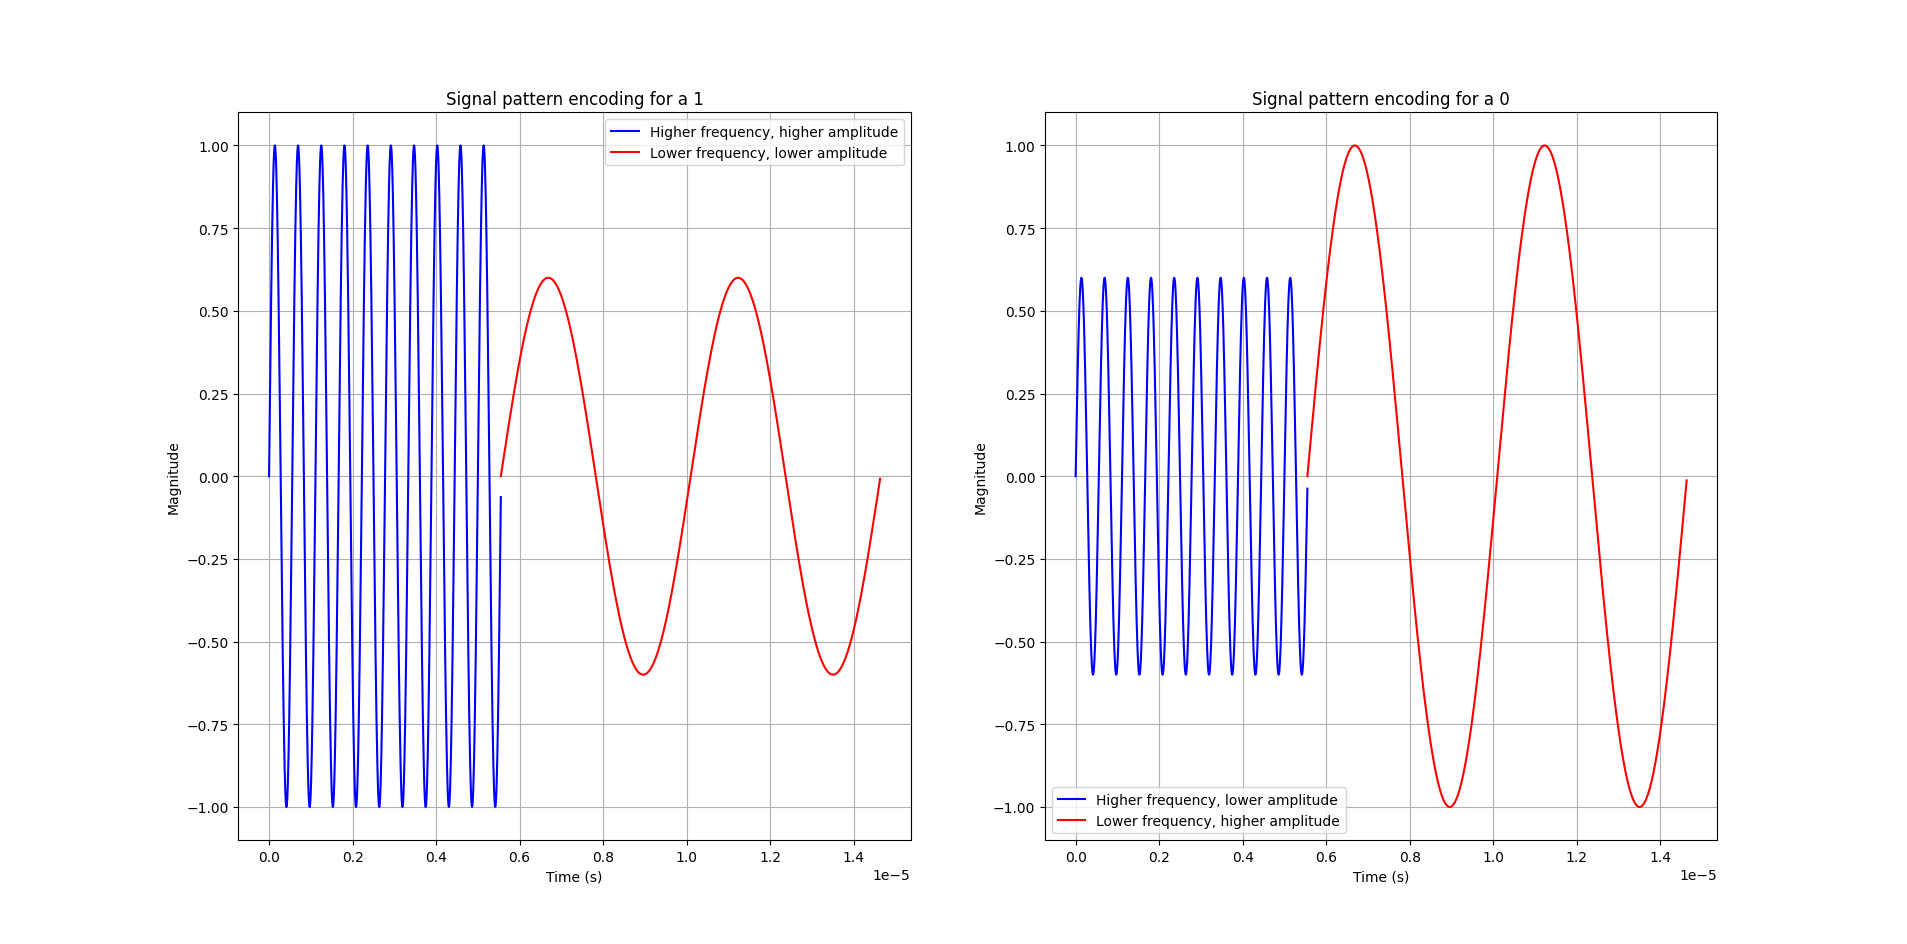 Signal pattern encoding for a 1
Higher frequency, higher amplitude
Lower frequency, lower amplitude
1.00
0.75
0.50
0.25
0.00
−0.25
−0.50
−0.75
−1.00
Magnitude
0.0 0.2 0.4 0.6 0.8 1.0 1.2 1.4
1e−5
Time (s)
Signal pattern encoding for a 0
1.00
0.75
0.50
0.25
0.00
−0.25
−0.50
−0.75
−1.00
Magnitude
Higher frequency, lower amplitude
Lower frequency, higher amplitude
0.0 0.2 0.4 0.6 0.8 1.0 1.2 1.4
1e−5
Time (s)